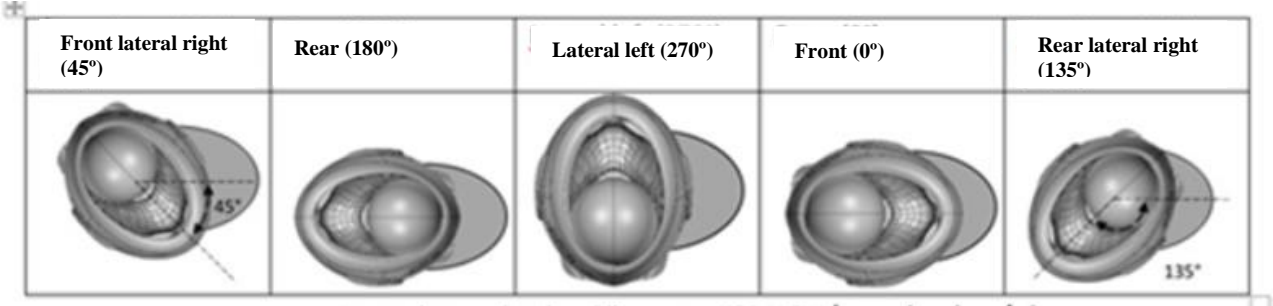 Front lateral right
(45º)
Rear (180º)
Lateral left (270º)
Front (0º)
Rear lateral right
(135º)
45°
135°